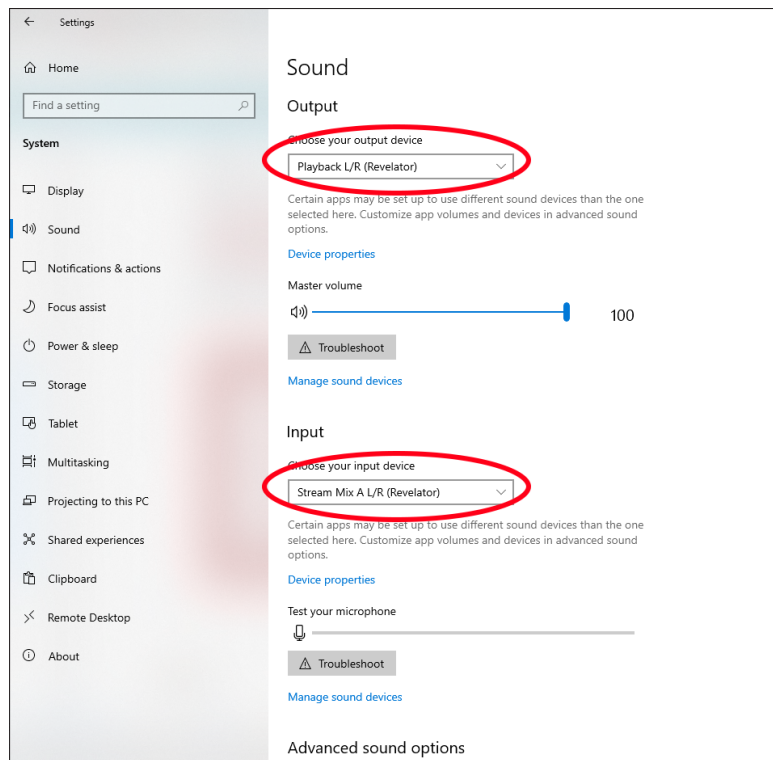 Settings
Home
Find a setting
System
Display
Sound
Notifications & actions
Focus assist
Power & sleep
Storage
Tablet
Multitasking
Projecting to this PC
Shared experiences
Clipboard
Remote Desktop
About
Sound
Output
Choose your output device
Playback L/R (Revelator)
Certain apps may be set up to use different sound devices than the one
selected here. Customize app volumes and devices in advanced sound
options.
Device properties
Master volume
100
Troubleshoot
Manage sound devices
Input
Choose your input device
Stream Mix A L/R (Revelator)
Certain apps may be set up to use different sound devices than the one
selected here. Customize app volumes and devices in advanced sound
options.
Device properties
Test your microphone
Troubleshoot
Manage sound devices
Advanced sound options